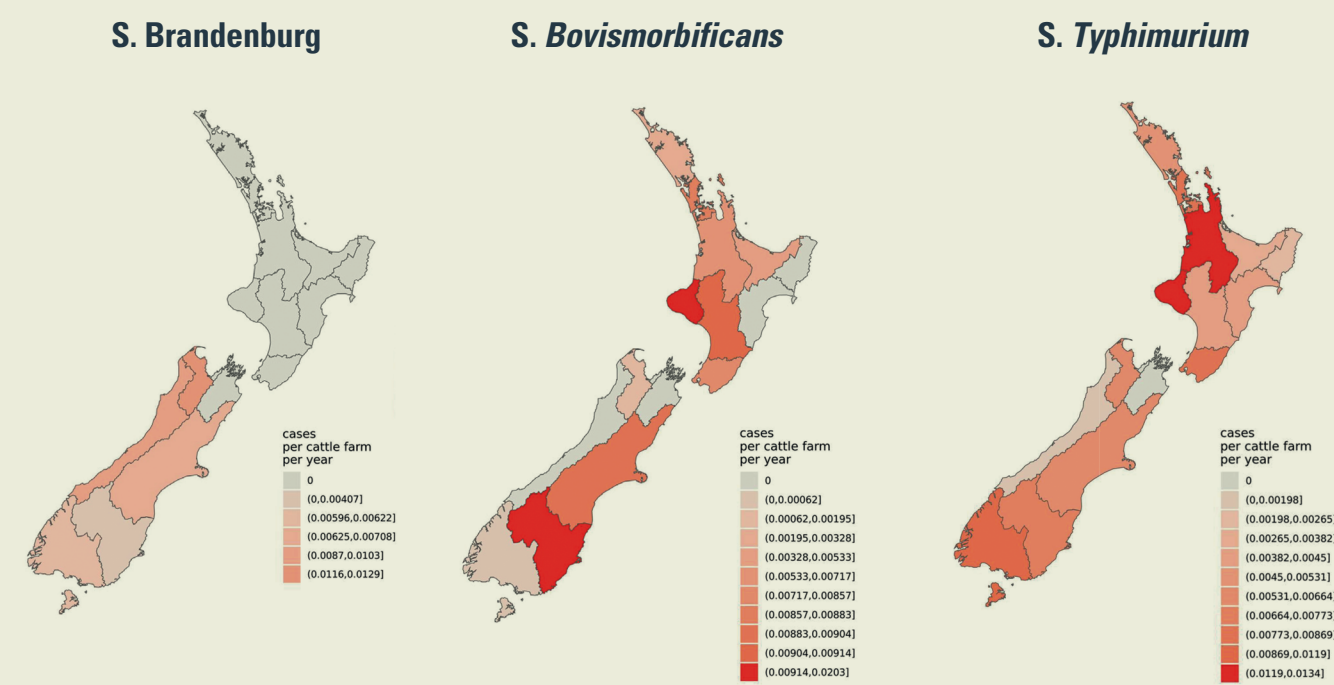 S. Brandenburg
S. Bovismorbificans
S. Typhimurium
cases
per cattle farm
per year
0
(0,0.00407]
(0.00596,0.00622]
(0.00625,0.00708]
(0.0087,0.0103]
(0.0116,0.0129]
cases
per cattle farm
per year
0
(0,0.00062]
(0.00062,0.00195]
(0.00195,0.00328]
(0.00328,0.00533]
(0.00533,0.00717]
(0.00717,0.00857]
(0.00857,0.00883]
(0.00883,0.00904]
(0.00904,0.00914]
(0.00914,0.0203]
cases
per cattle farm
per year
0
(0,0.00198]
(0.00198,0.00265]
(0.00265,0.00382]
(0.00382,0.0045]
(0.0045,0.00531]
(0.00531,0.00664]
(0.00664,0.00773]
(0.00773,0.00869]
(0.00869,0.0119]
(0.0119,0.0134]